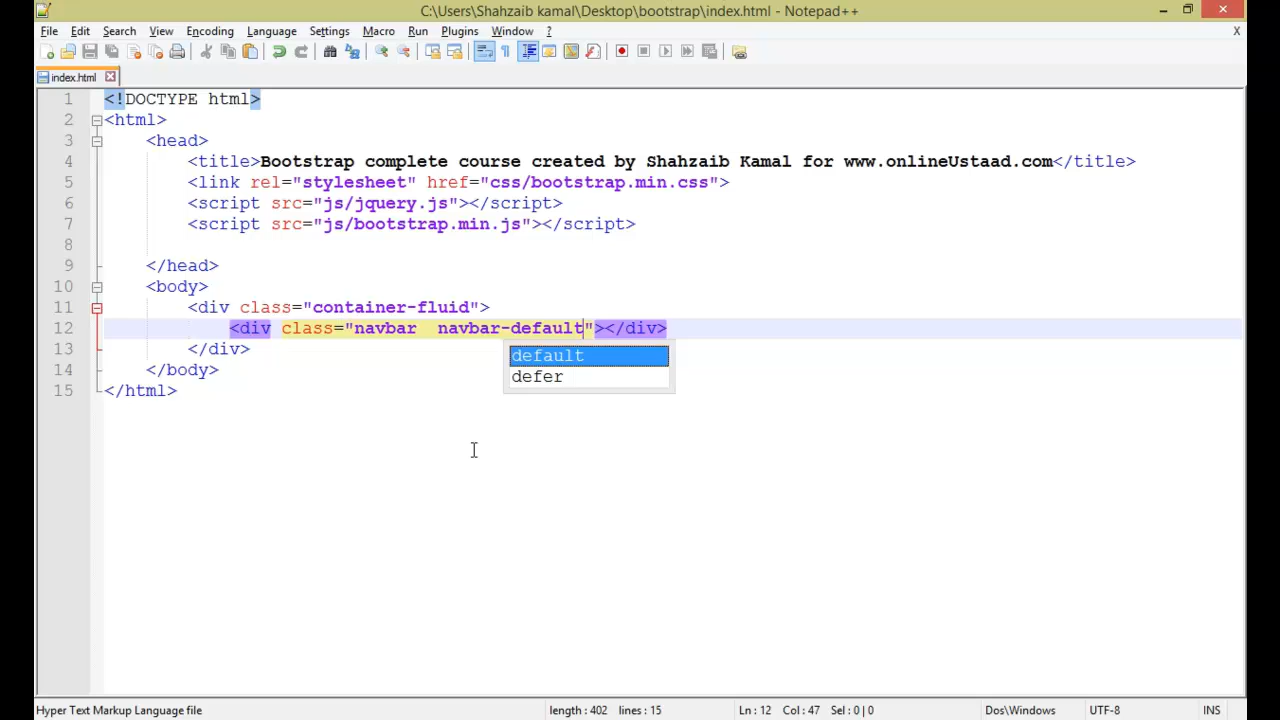 C:\Users\Shahzaib kamal\Desktop\bootstrap\index.html - Notepad++
File Edit Search View Encoding Language Settings Macro Run Plugins Window ? X
index.html
1 <!DOCTYPE html>
2 <html>
3 <head>
4 <title>Bootstrap complete course created by Shahzaib Kamal for www.onlineUstaad.com</title>
5 <link rel="stylesheet" href="css/bootstrap.min.css">
6 <script src="js/jquery.js"></script>
7 <script src="js/bootstrap.min.js"></script>
8
9 </head>
10 <body>
11 <div class="container-fluid">
12 <div class="navbar  navbar-default"></div>
13 </div>
14 </body>
15 </html>
default
defer
Hyper Text Markup Language file length : 402 lines : 15 Ln : 12 Col : 47 Sel : 0 | 0 Dos\Windows UTF-8 INS